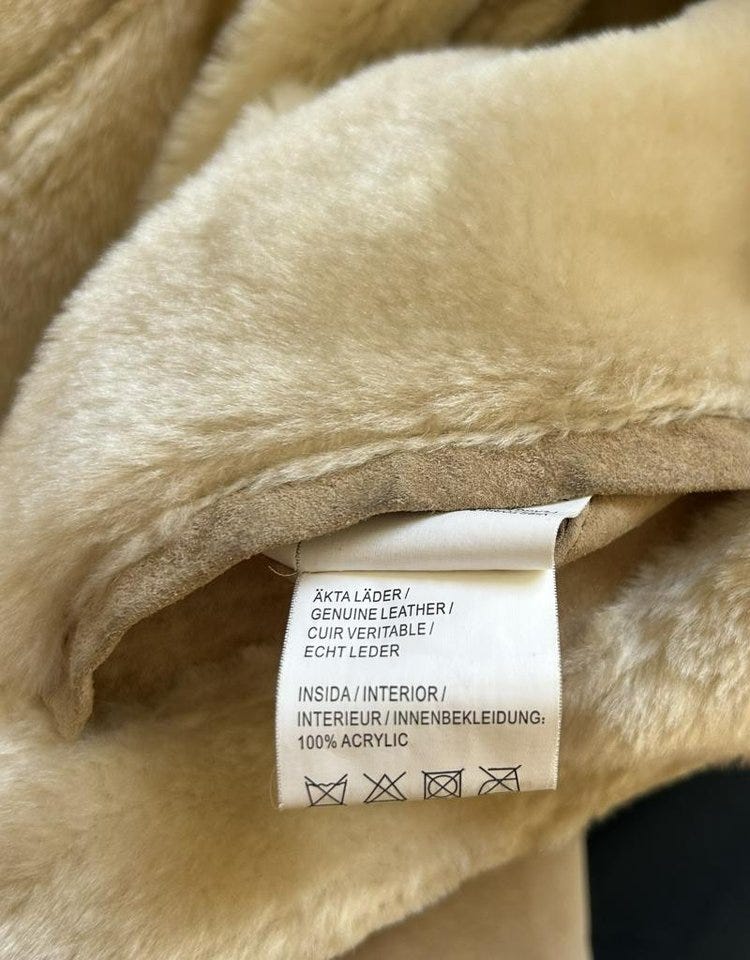 ÄKTA LÄDER /
GENUINE LEATHER /
CUIR VERITABLE /
ECHT LEDER
INSIDA / INTERIOR /
INTERIEUR / INNENBEKLEIDUNG:
100% ACRYLIC